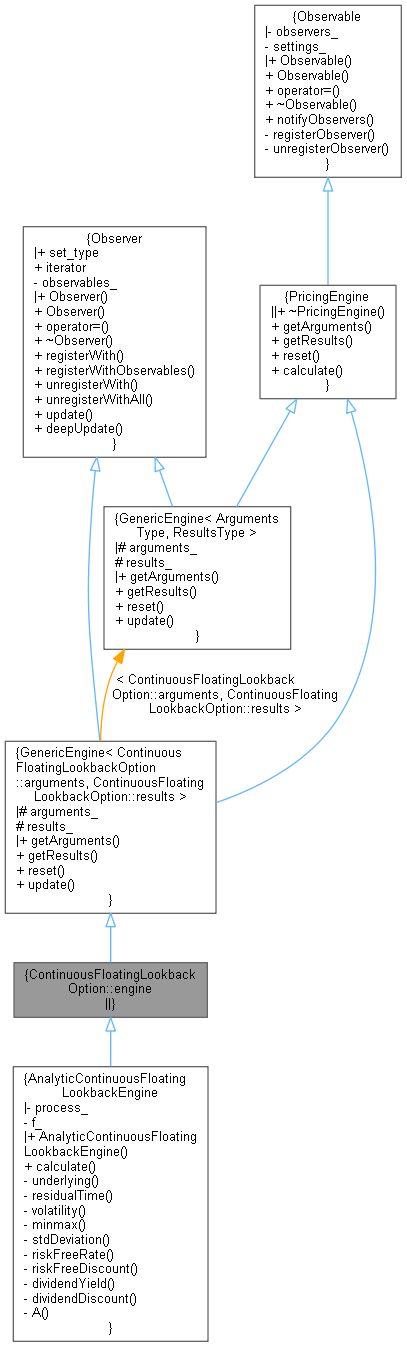 {Observable
|- observers_
- settings_
|+ Observable()
+ Observable()
+ operator=()
+ ~Observable()
+ notifyObservers()
- registerObserver()
- unregisterObserver()
}
{Observer
|+ set_type
+ iterator
- observables_
|+ Observer()
+ Observer()
+ operator=()
+ ~Observer()
+ registerWith()
+ registerWithObservables()
+ unregisterWith()
+ unregisterWithAll()
+ update()
+ deepUpdate()
}
{PricingEngine
||+ ~PricingEngine()
+ getArguments()
+ getResults()
+ reset()
+ calculate()
}
{GenericEngine< Arguments
Type, ResultsType >
|# arguments_
# results_
|+ getArguments()
+ getResults()
+ reset()
+ update()
}
< ContinuousFloatingLookback
Option::arguments, ContinuousFloating
LookbackOption::results >
{GenericEngine< Continuous
FloatingLookbackOption
::arguments, ContinuousFloating
LookbackOption::results >
|# arguments_
# results_
|+ getArguments()
+ getResults()
+ reset()
+ update()
}
{ContinuousFloatingLookback
Option::engine
||}
{AnalyticContinuousFloating
LookbackEngine
|- process_
- f_
|+ AnalyticContinuousFloating
LookbackEngine()
+ calculate()
- underlying()
- residualTime()
- volatility()
- minmax()
- stdDeviation()
- riskFreeRate()
- riskFreeDiscount()
- dividendYield()
- dividendDiscount()
- A()
}